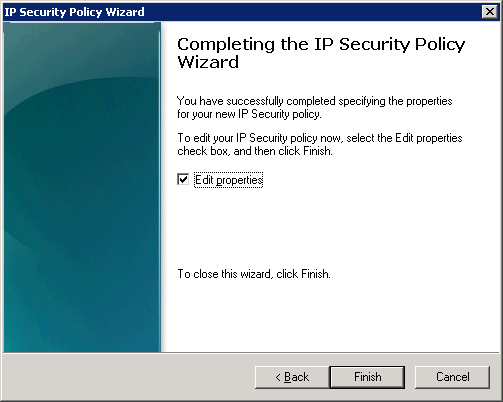 IP Security Policy Wizard
Completing the IP Security Policy
Wizard
You have successfully completed specifying the properties
for your new IP Security policy.
To edit your IP Security policy now, select the Edit properties
check box, and then click Finish.
Edit properties
To close this wizard, click Finish.
< Back
Finish
Cancel